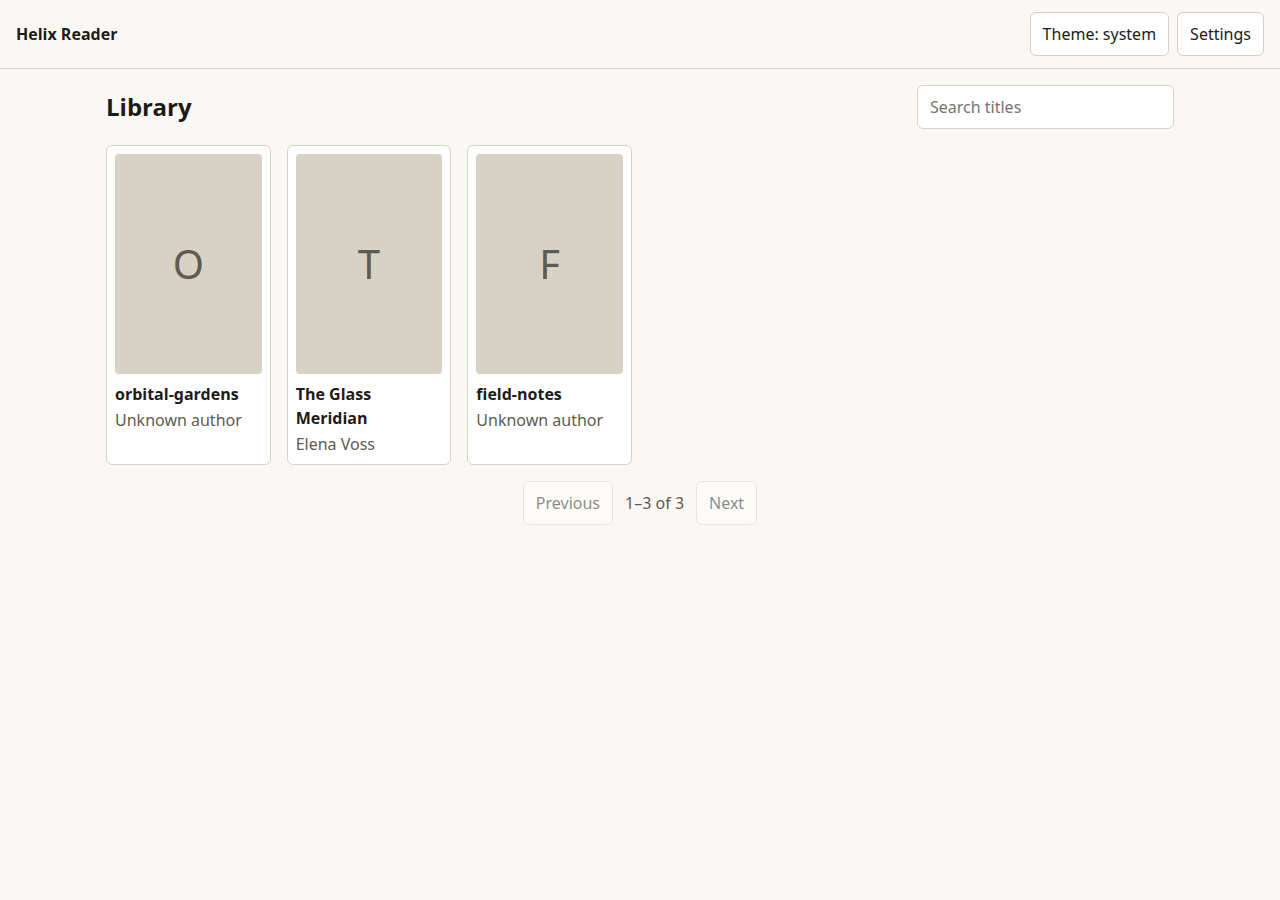 Helix Reader
Theme: system
Settings
Library
Search titles
O
T
F
orbital-gardens
Unknown author
The Glass
Meridian
Elena Voss
field-notes
Unknown author
Previous
1–3 of 3
Next